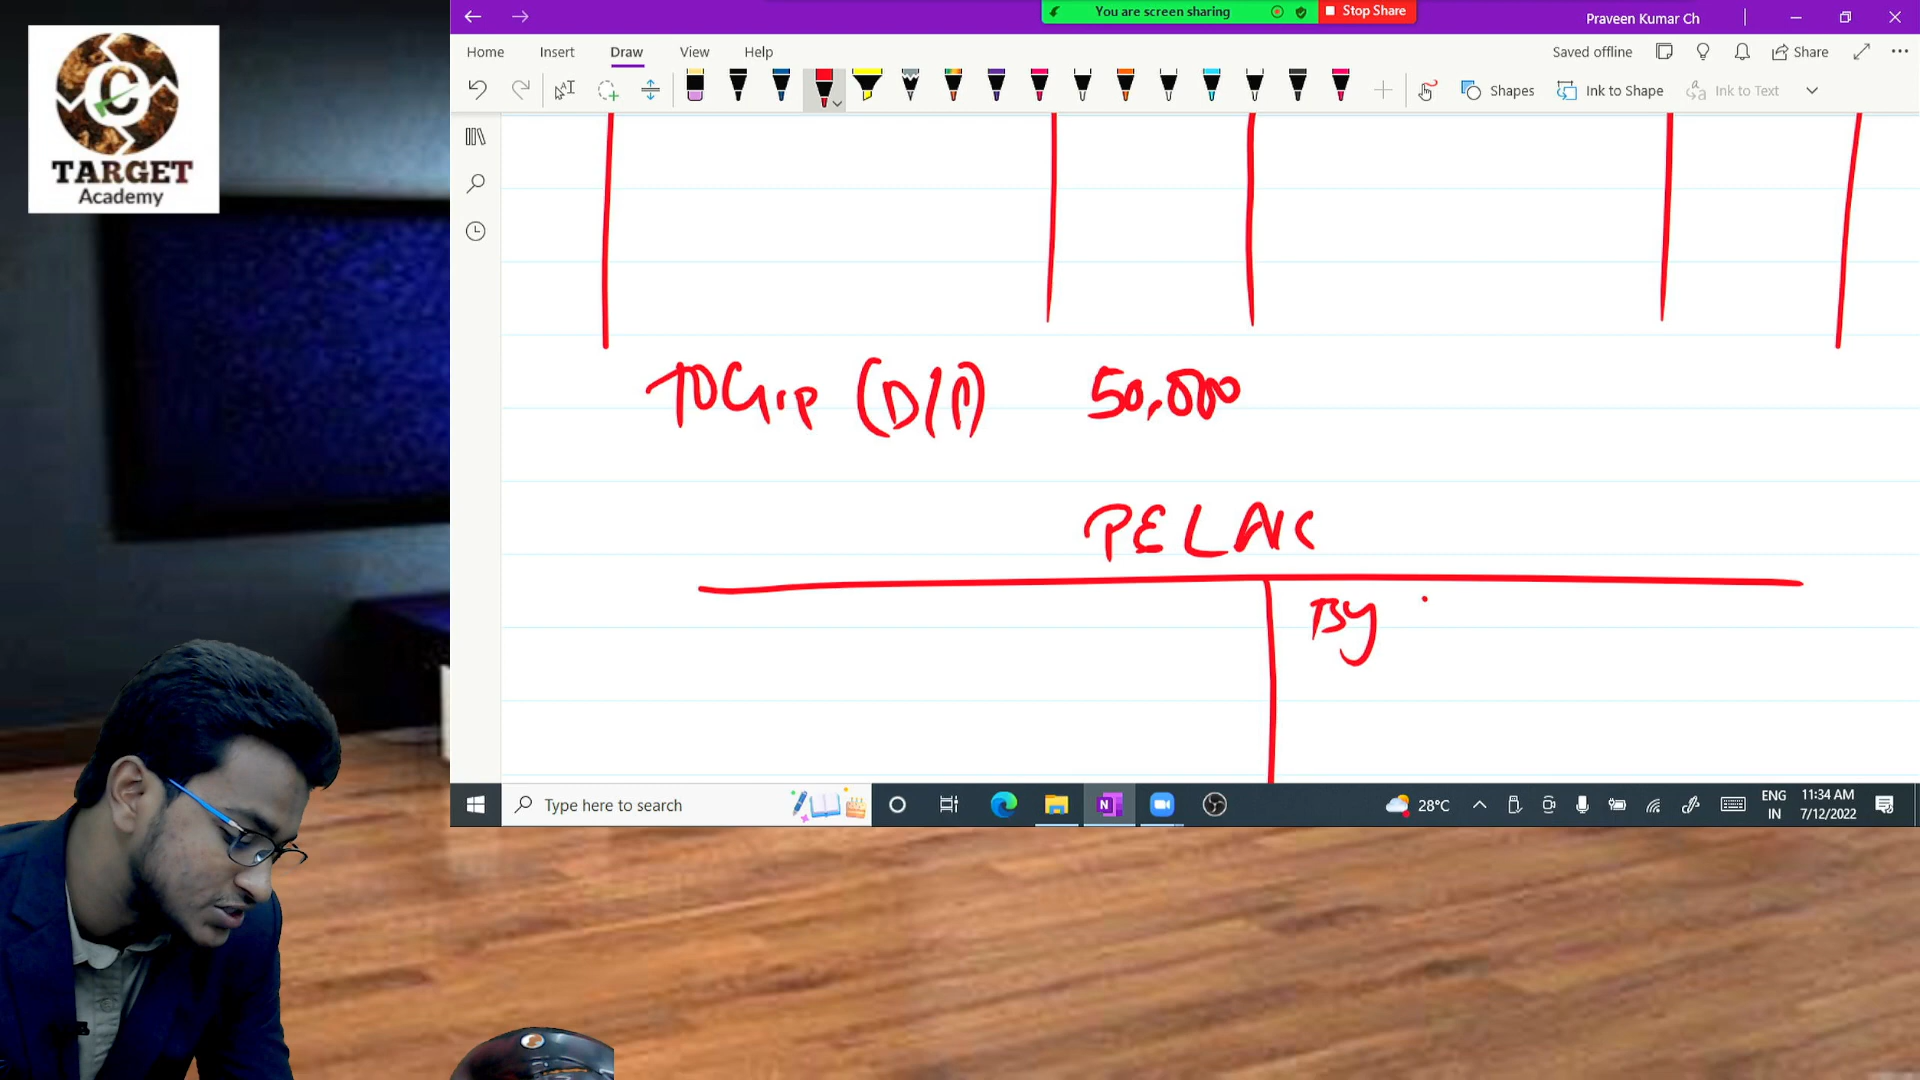 TARGET
Academy
You are screen sharing
Stop Share
Praveen Kumar Ch
Home Insert Draw View Help
Saved offline
Share
Shapes
Ink to Shape
Ink to Text
To G.P (D/P) 50,000
P&L A/C
By
Type here to search
N
28°C
ENG
IN
11:34 AM
7/12/2022